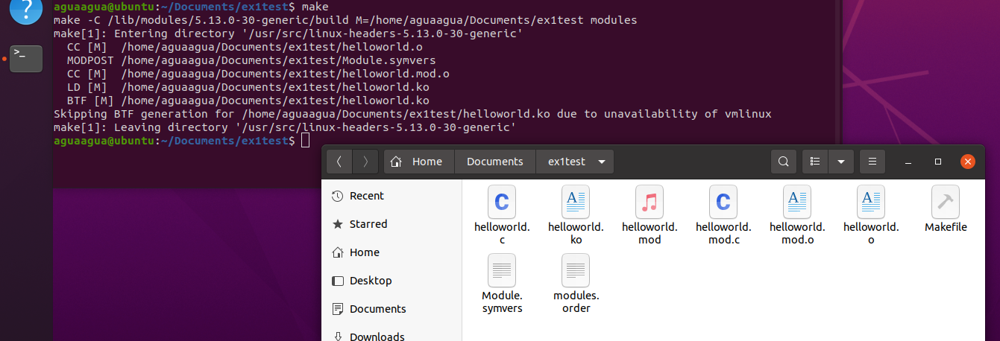 aguaagua@ubuntu:~/Documents/ex1test$ make
make -C /lib/modules/5.13.0-30-generic/build M=/home/aguaagua/Documents/ex1test modules
make[1]: Entering directory '/usr/src/linux-headers-5.13.0-30-generic'
CC [M] /home/aguaagua/Documents/ex1test/helloworld.o
MODPOST /home/aguaagua/Documents/ex1test/Module.symvers
CC [M] /home/aguaagua/Documents/ex1test/helloworld.mod.o
LD [M] /home/aguaagua/Documents/ex1test/helloworld.ko
BTF [M] /home/aguaagua/Documents/ex1test/helloworld.ko
Skipping BTF generation for /home/aguaagua/Documents/ex1test/helloworld.ko due to unavailability of vmlinux
make[1]: Leaving directory '/usr/src/linux-headers-5.13.0-30-generic'
aguaagua@ubuntu:~/Documents/ex1test$
Home Documents ex1test
Recent
Starred
Home
Desktop
Documents
Downloads
helloworld.
c
helloworld.
ko
helloworld.
mod
helloworld.
mod.c
helloworld.
mod.o
helloworld.
o
Makefile
Module.
symvers
modules.
order